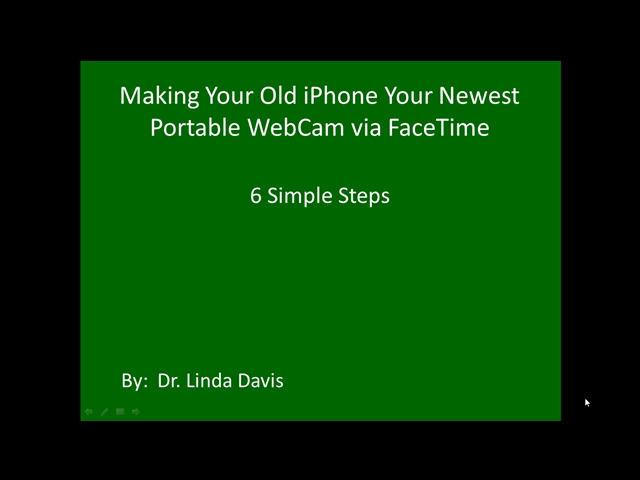 Making Your Old iPhone Your Newest
Portable WebCam via FaceTime
6 Simple Steps
By:  Dr. Linda Davis